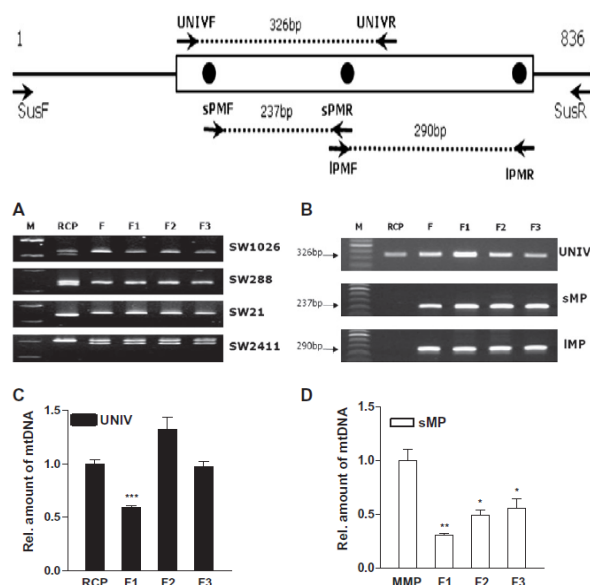 UNIVF UNIVR
326bp
1 836
SusF SusR
sPMF sPMR
237bp
290bp
lPMF lPMR
A
M RCP F F1 F2 F3
SW1026
SW288
SW21
SW2411
B
M RCP F F1 F2 F3
326bp UNIV
237bp sMP
290bp lMP
C
UNIV
Rel. amount of mtDNA
1.5
1.0
0.5
0.0
***
RCP F1 F2 F3
D
sMP
Rel. amount of mtDNA
1.5
1.0
0.5
0.0
** * *
MMP F1 F2 F3